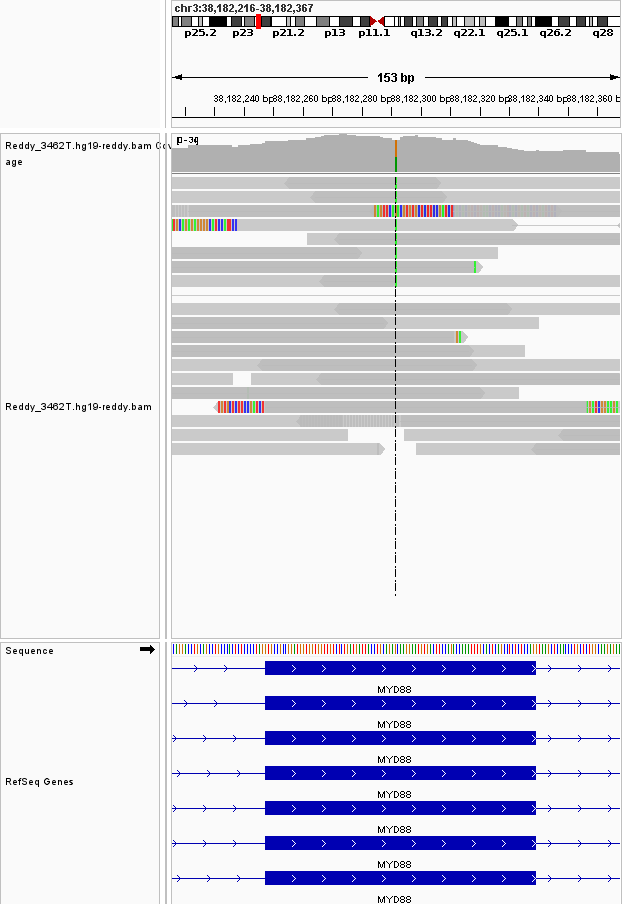 chr3:38,182,216-38,182,367
p25.2 p23 p21.2 p13 p11.1 q13.2 q22.1 q25.1 q26.2 q28
153 bp
38,182,240 bp 38,182,260 bp 38,182,280 bp 38,182,300 bp 38,182,320 bp 38,182,340 bp 38,182,360 b
Reddy_3462T.hg19-reddy.bam Cov
age
Reddy_3462T.hg19-reddy.bam
Sequence
MYD88
MYD88
MYD88
RefSeq Genes
MYD88
MYD88
MYD88
MYD88